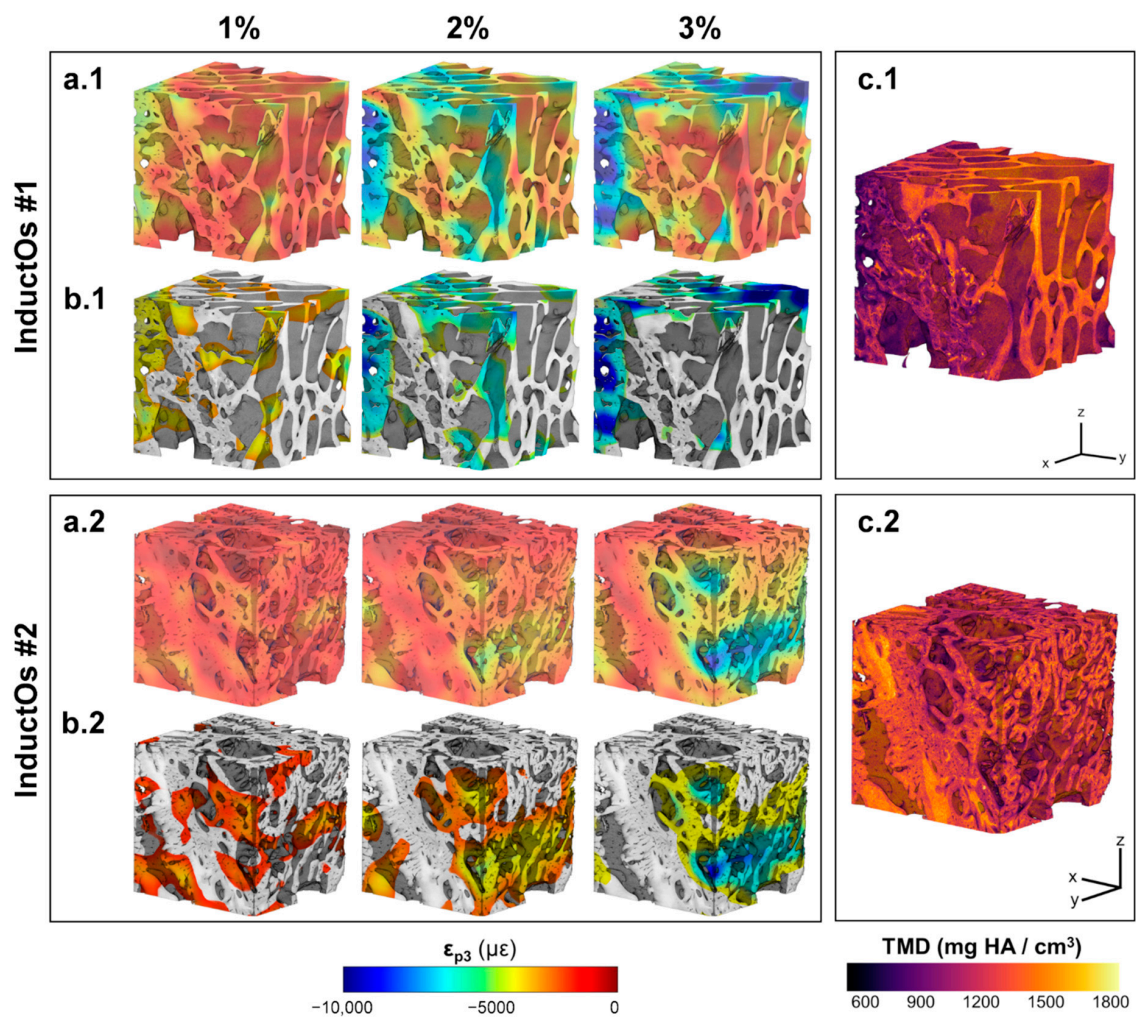 1% 2% 3%
InductOs #1
a.1
b.1
c.1
z
x y
InductOs #2
a.2
b.2
c.2
z
x
y
εp3 (με)
−10,000 −5000 0
TMD (mg HA / cm³)
600 900 1200 1500 1800